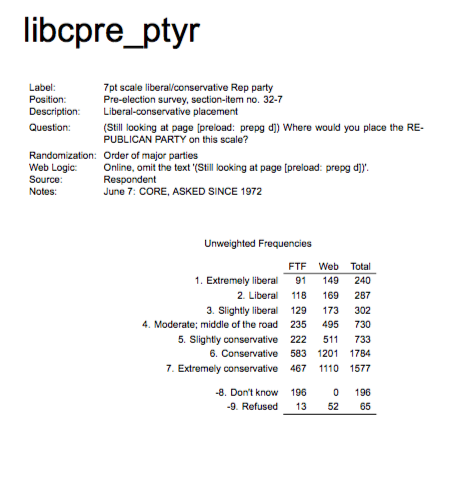 libcpre_ptyr
Label: 7pt scale liberal/conservative Rep party
Position: Pre-election survey, section-item no. 32-7
Description: Liberal-conservative placement
Question: (Still looking at page [preload: prepg d]) Where would you place the RE-
PUBLICAN PARTY on this scale?
Randomization: Order of major parties
Web Logic: Online, omit the text '(Still looking at page [preload: prepg d])'.
Source: Respondent
Notes: June 7: CORE, ASKED SINCE 1972
Unweighted Frequencies
FTF Web Total
1. Extremely liberal 91 149 240
2. Liberal 118 169 287
3. Slightly liberal 129 173 302
4. Moderate; middle of the road 235 495 730
5. Slightly conservative 222 511 733
6. Conservative 583 1201 1784
7. Extremely conservative 467 1110 1577
-8. Don't know 196 0 196
-9. Refused 13 52 65